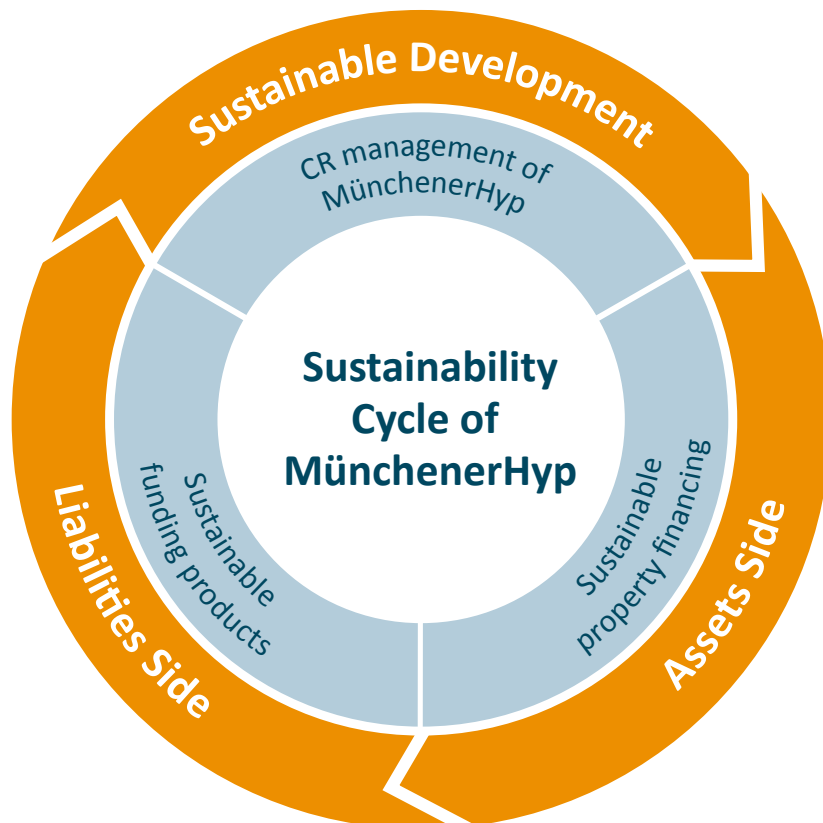 Sustainable Development
CR management of
MünchenerHyp
Sustainability
Cycle of
MünchenerHyp
Liabilities Side
Sustainable
funding products
Sustainable
property financing
Assets Side